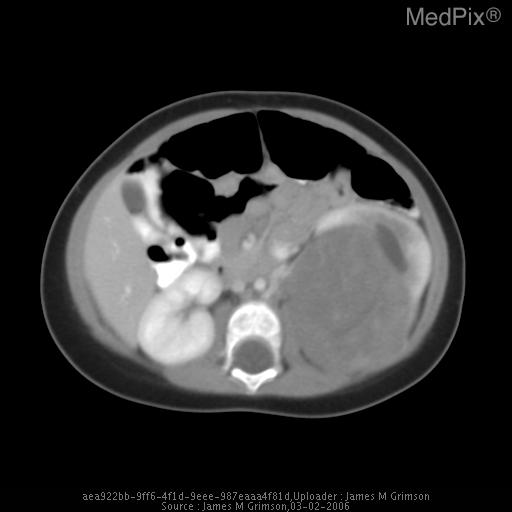 MedPix®
aea922bb-9ff6-4f1d-9eee-987eaaa4f81d,Uploader : James M Grimson
Source : James M Grimson,03-02-2006